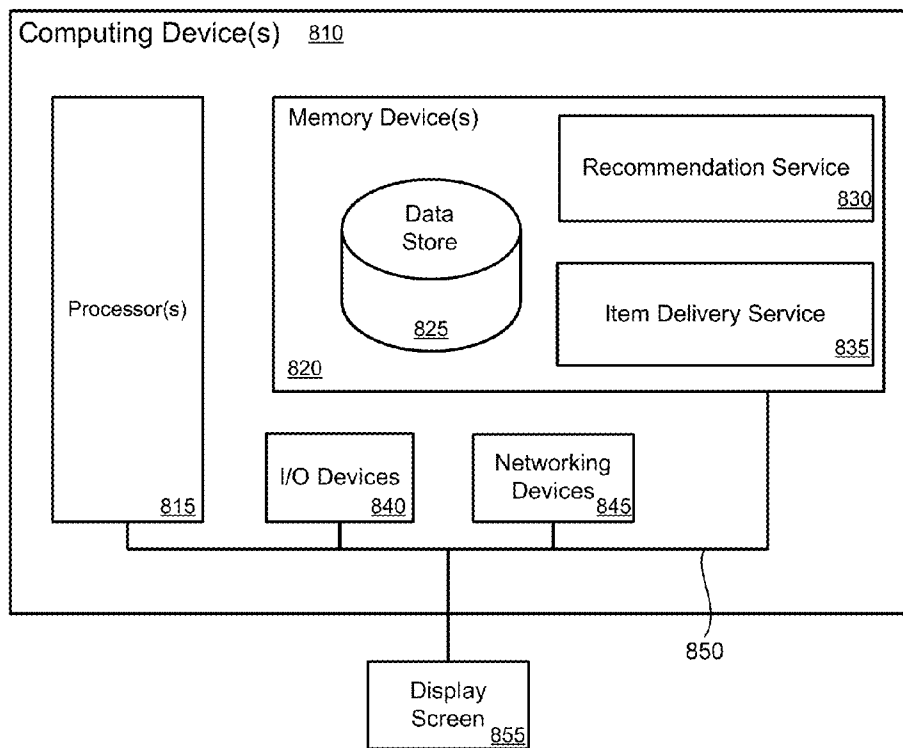 Computing Device(s) 810
Memory Device(s)
Recommendation Service
830
Data
Store
825
Item Delivery Service
835
820
Processor(s)
815
I/O Devices
840
Networking
Devices
845
850
Display
Screen
855